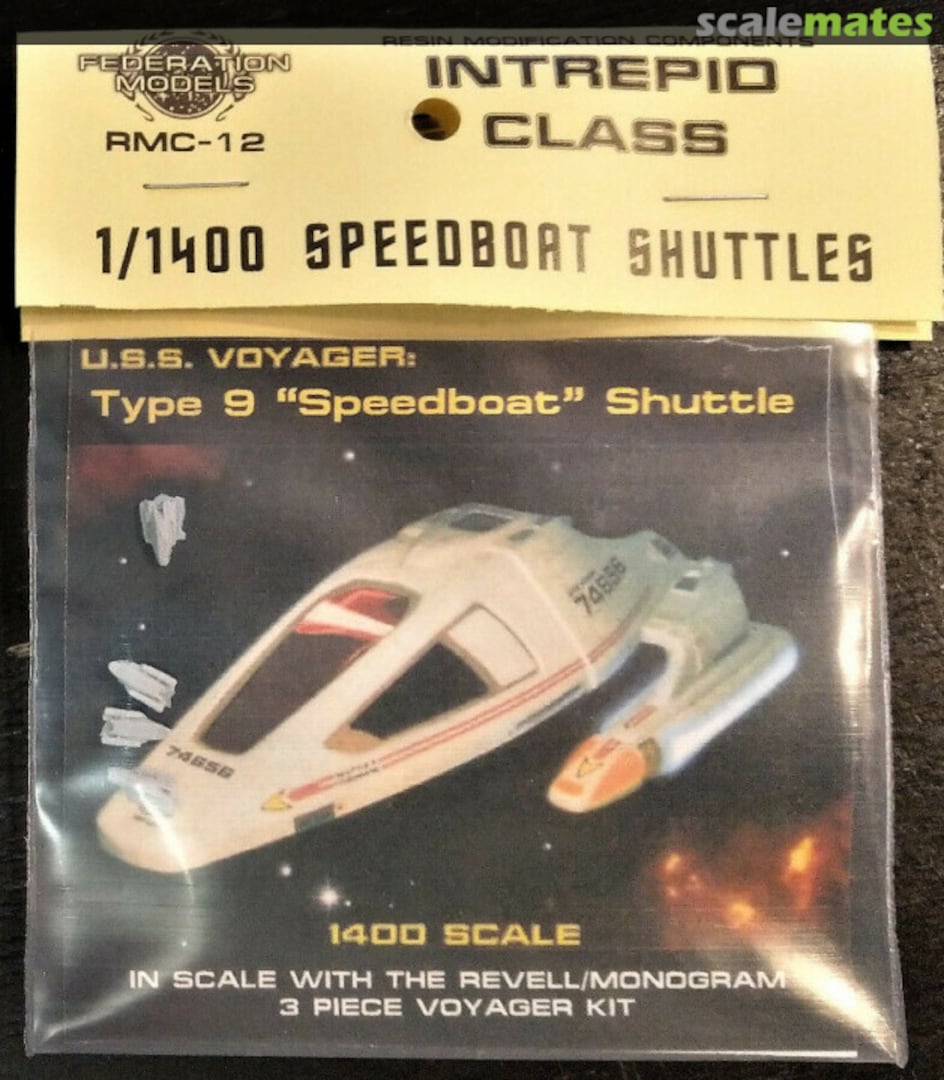 scalemates
FEDERATION
MODELS
RMC-12
RESIN MODIFICATION COMPONENTS
INTREPID
CLASS
1/1400 SPEEDBOAT SHUTTLES
U.S.S. VOYAGER:
Type 9 "Speedboat" Shuttle
74656
74656
1400 SCALE
IN SCALE WITH THE REVELL/MONOGRAM
3 PIECE VOYAGER KIT